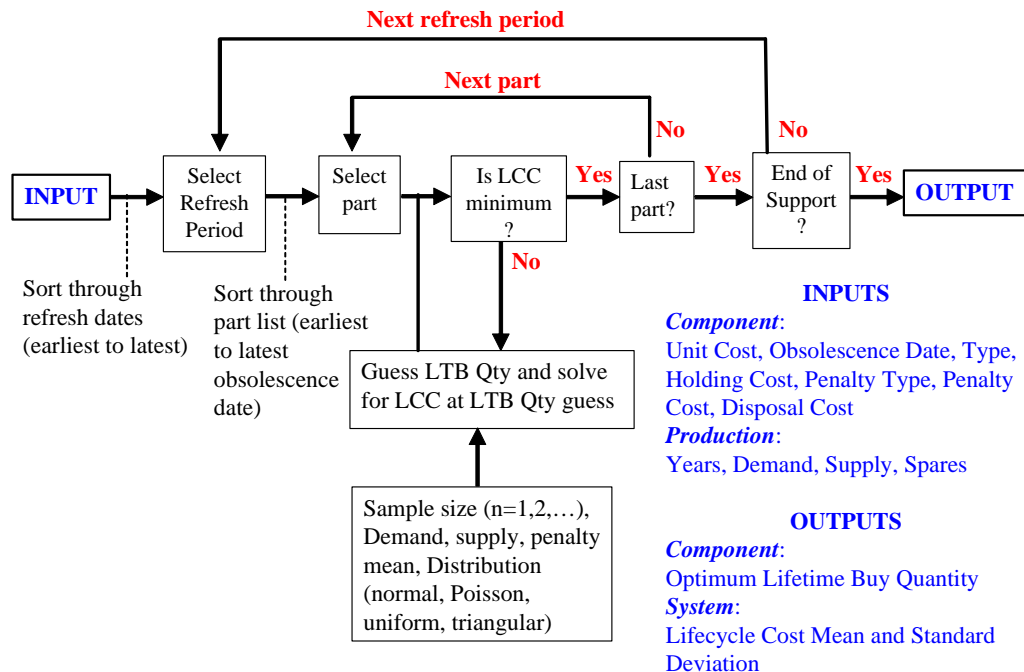 Next refresh period
Next part
No
No
INPUT
Select
Refresh
Period
Select
part
Is LCC
minimum
?
Yes
Last
part?
Yes
End of
Support
?
Yes
OUTPUT
No
Sort through
refresh dates
(earliest to latest)
Sort through
part list (earliest
to latest
obsolescence
date)
Guess LTB Qty and solve
for LCC at LTB Qty guess
Sample size (n=1,2,…),
Demand, supply, penalty
mean, Distribution
(normal, Poisson,
uniform, triangular)
INPUTS
Component:
Unit Cost, Obsolescence Date, Type,
Holding Cost, Penalty Type, Penalty
Cost, Disposal Cost
Production:
Years, Demand, Supply, Spares
OUTPUTS
Component:
Optimum Lifetime Buy Quantity
System:
Lifecycle Cost Mean and Standard
Deviation